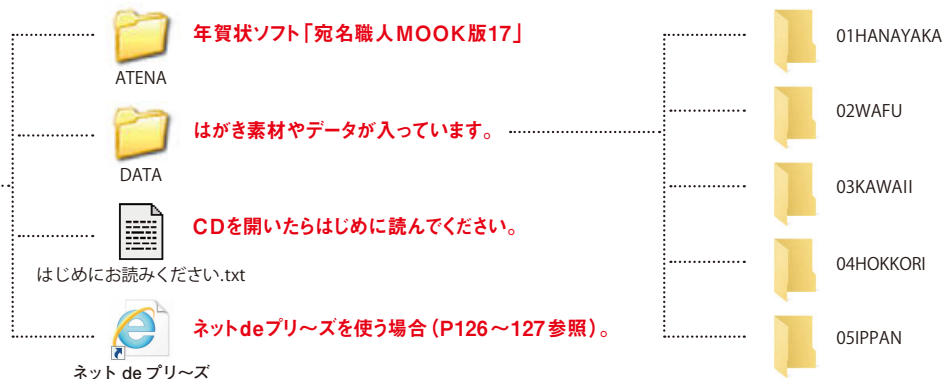 年賀状ソフト「宛名職人MOOK版17」
ATENA
はがき素材やデータが入っています。
DATA
CDを開いたらはじめに読んでください。
はじめにお読みください.txt
ネットdeプリ〜ズを使う場合（P126〜127参照）。
ネット de プリ〜ズ
01HANAYAKA
02WAFU
03KAWAII
04HOKKORI
05IPPAN